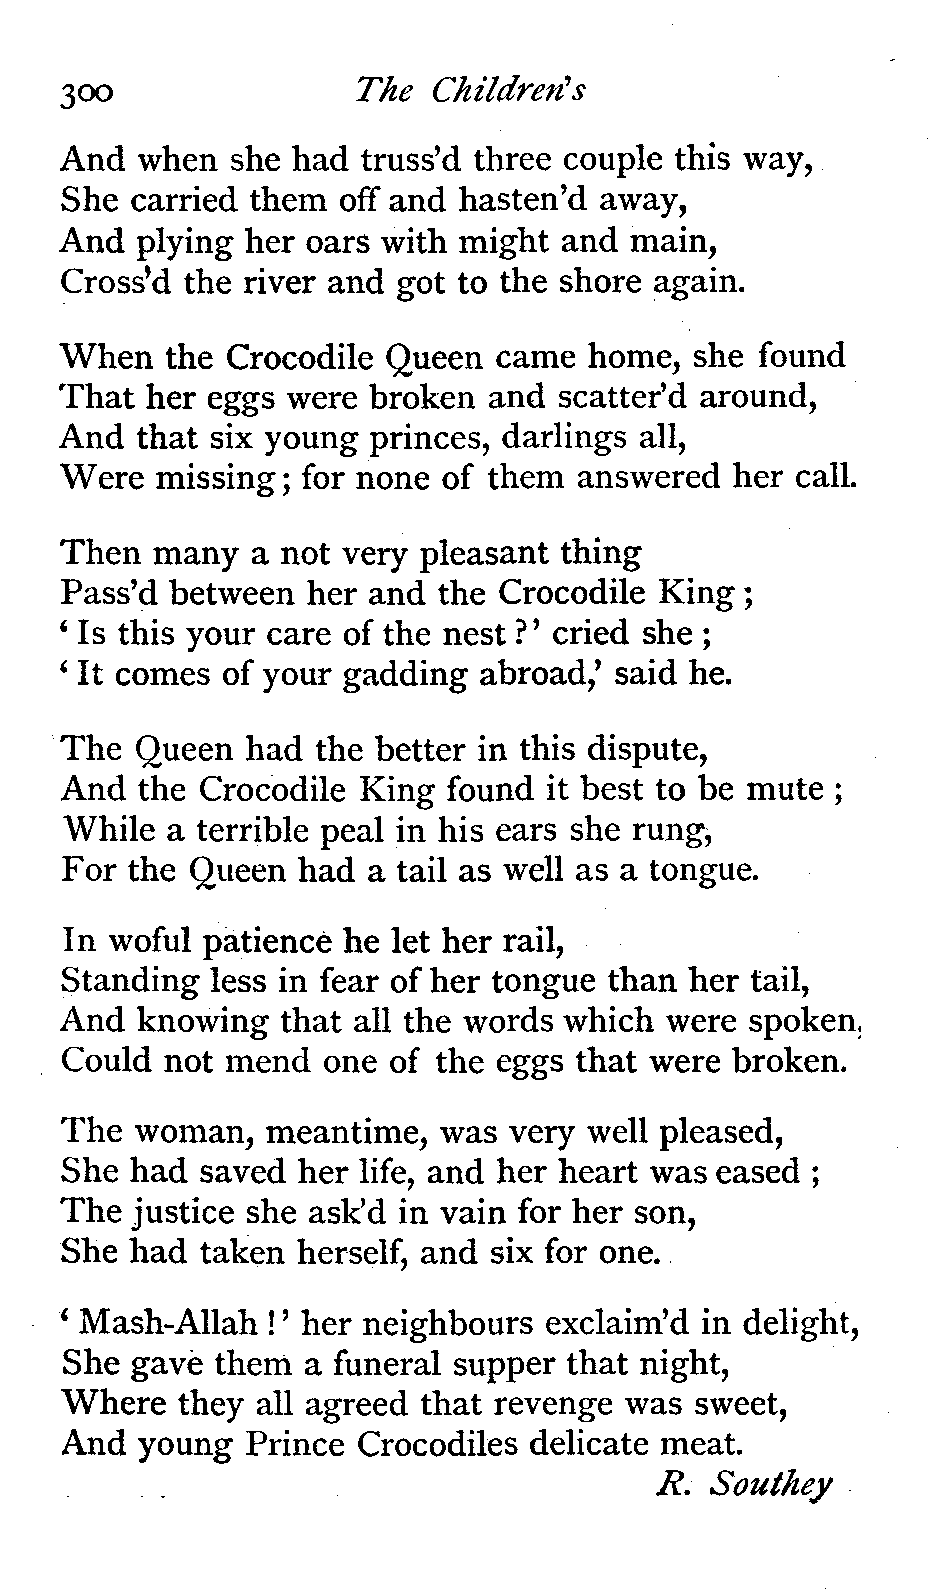 300 The Children's
And when she had truss'd three couple this way,
She carried them off and hasten'd away,
And plying her oars with might and main,
Cross'd the river and got to the shore again.
When the Crocodile Queen came home, she found
That her eggs were broken and scatter'd around,
And that six young princes, darlings all,
Were missing; for none of them answered her call.
Then many a not very pleasant thing
Pass'd between her and the Crocodile King;
'Is this your care of the nest?' cried she;
'It comes of your gadding abroad,' said he.
The Queen had the better in this dispute,
And the Crocodile King found it best to be mute;
While a terrible peal in his ears she rung,
For the Queen had a tail as well as a tongue.
In woful patience he let her rail,
Standing less in fear of her tongue than her tail,
And knowing that all the words which were spoken,
Could not mend one of the eggs that were broken.
The woman, meantime, was very well pleased,
She had saved her life, and her heart was eased;
The justice she ask'd in vain for her son,
She had taken herself, and six for one.
'Mash-Allah!' her neighbours exclaim'd in delight,
She gave them a funeral supper that night,
Where they all agreed that revenge was sweet,
And young Prince Crocodiles delicate meat.
R. Southey